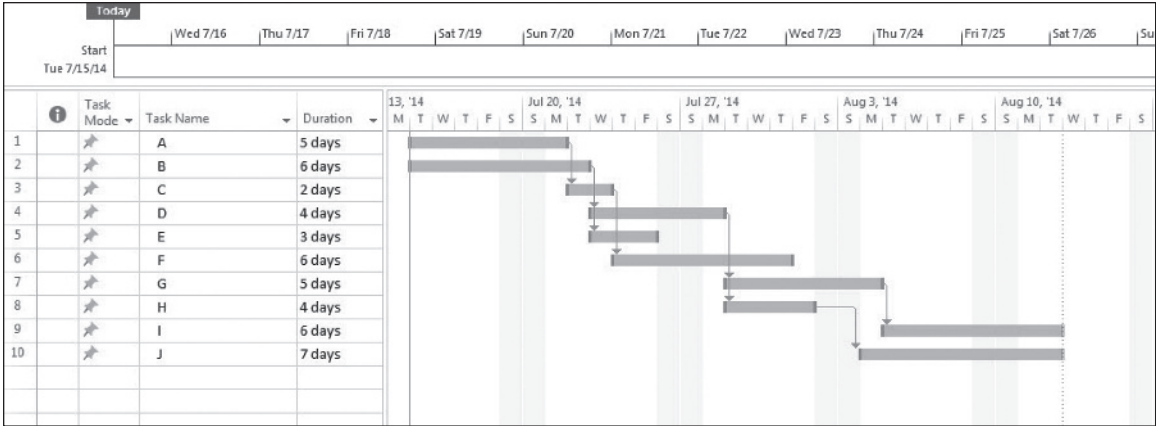 Today
Wed 7/16 Thu 7/17 Fri 7/18 Sat 7/19 Sun 7/20 Mon 7/21 Tue 7/22 Wed 7/23 Thu 7/24 Fri 7/25 Sat 7/26 Su
Start
Tue 7/15/14
Task Mode Task Name Duration
13, '14 Jul 20, '14 Jul 27, '14 Aug 3, '14 Aug 10, '14
M T W T F S S M T W T F S S M T W T F S S M T W T F S S M T W T F S
1 A 5 days
2 B 6 days
3 C 2 days
4 D 4 days
5 E 3 days
6 F 6 days
7 G 5 days
8 H 4 days
9 I 6 days
10 J 7 days